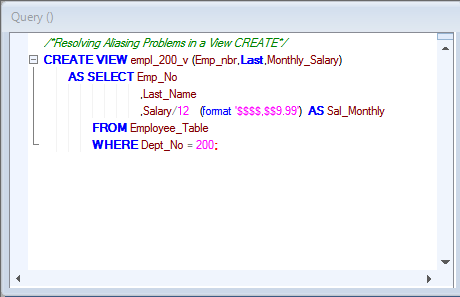 Query ()
/*Resolving Aliasing Problems in a View CREATE*/
CREATE VIEW empl_200_v (Emp_nbr,Last,Monthly_Salary)
AS SELECT Emp_No
,Last_Name
,Salary/12 (format '$$$$,$$9.99') AS Sal_Monthly
FROM Employee_Table
WHERE Dept_No = 200;